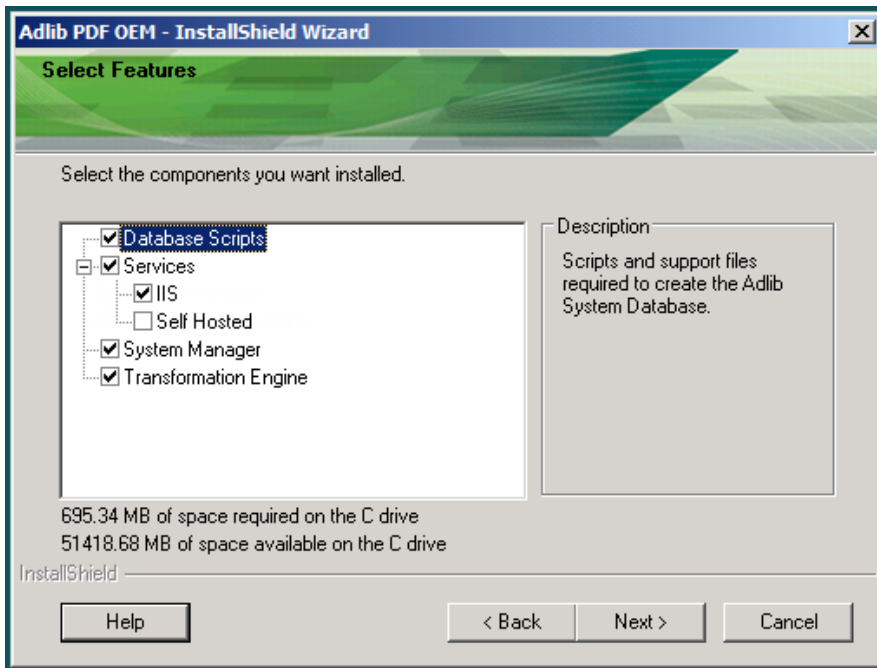 Adlib PDF OEM - InstallShield Wizard
Select Features
Select the components you want installed.
Database Scripts
Services
IIS
Self Hosted
System Manager
Transformation Engine
Description
Scripts and support files
required to create the Adlib
System Database.
695.34 MB of space required on the C drive
51418.68 MB of space available on the C drive
InstallShield
Help
< Back
Next >
Cancel